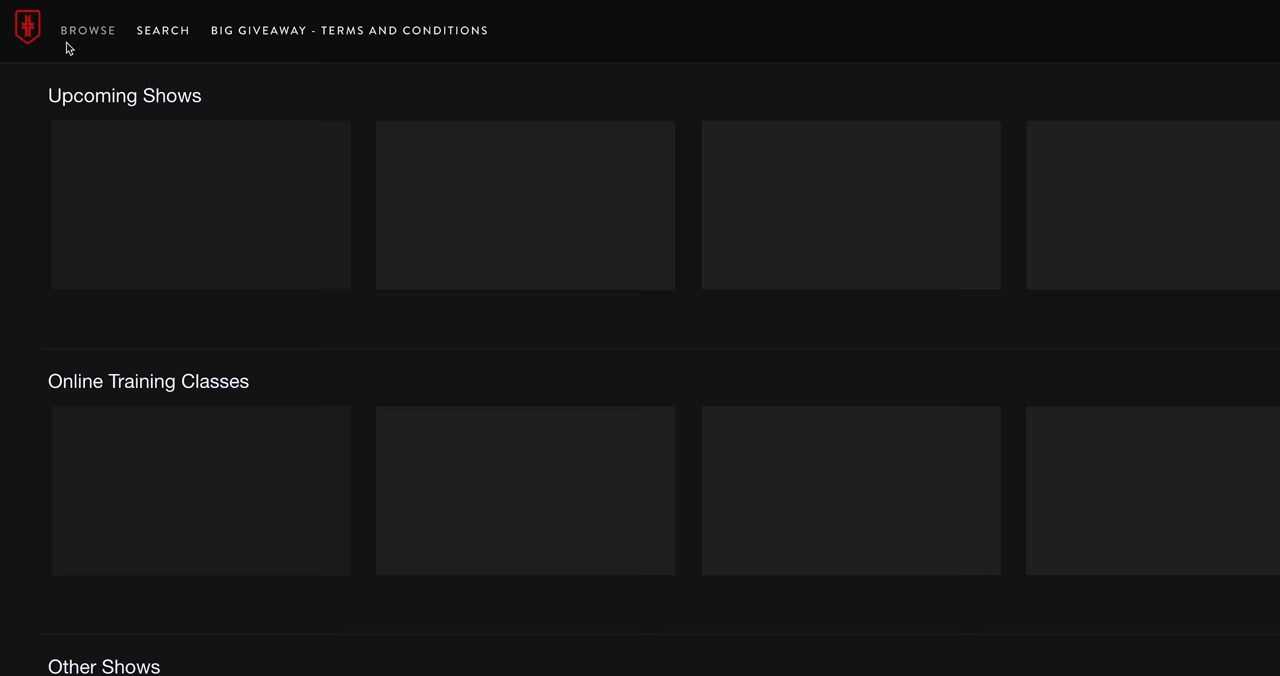 BROWSE SEARCH BIG GIVEAWAY - TERMS AND CONDITIONS
Upcoming Shows
Online Training Classes
Other Shows